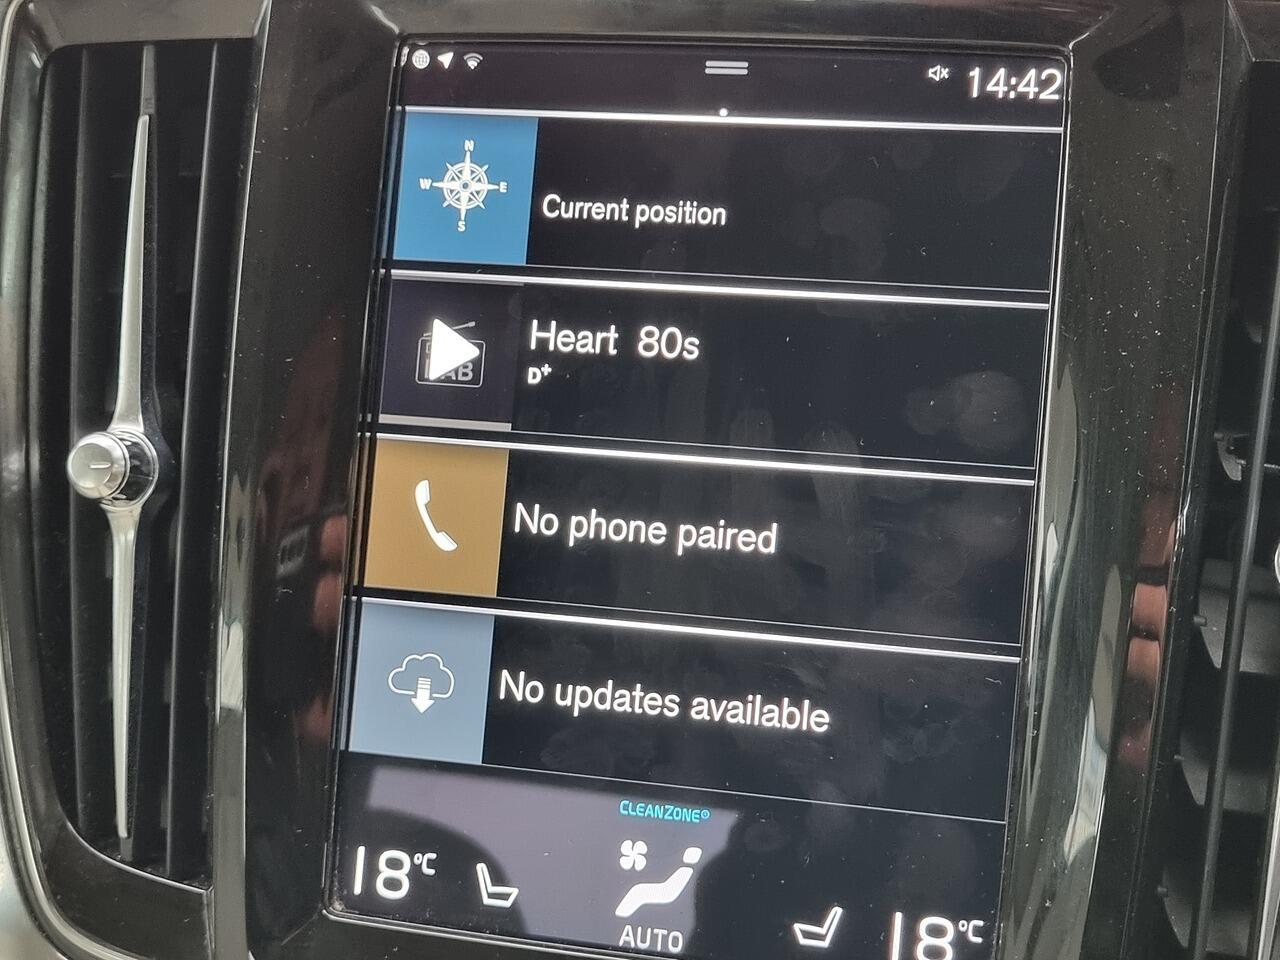 14:42
N
W E
S
Current position
Heart 80s
D+
No phone paired
No updates available
CLEANZONE
18°C
AUTO
18°C